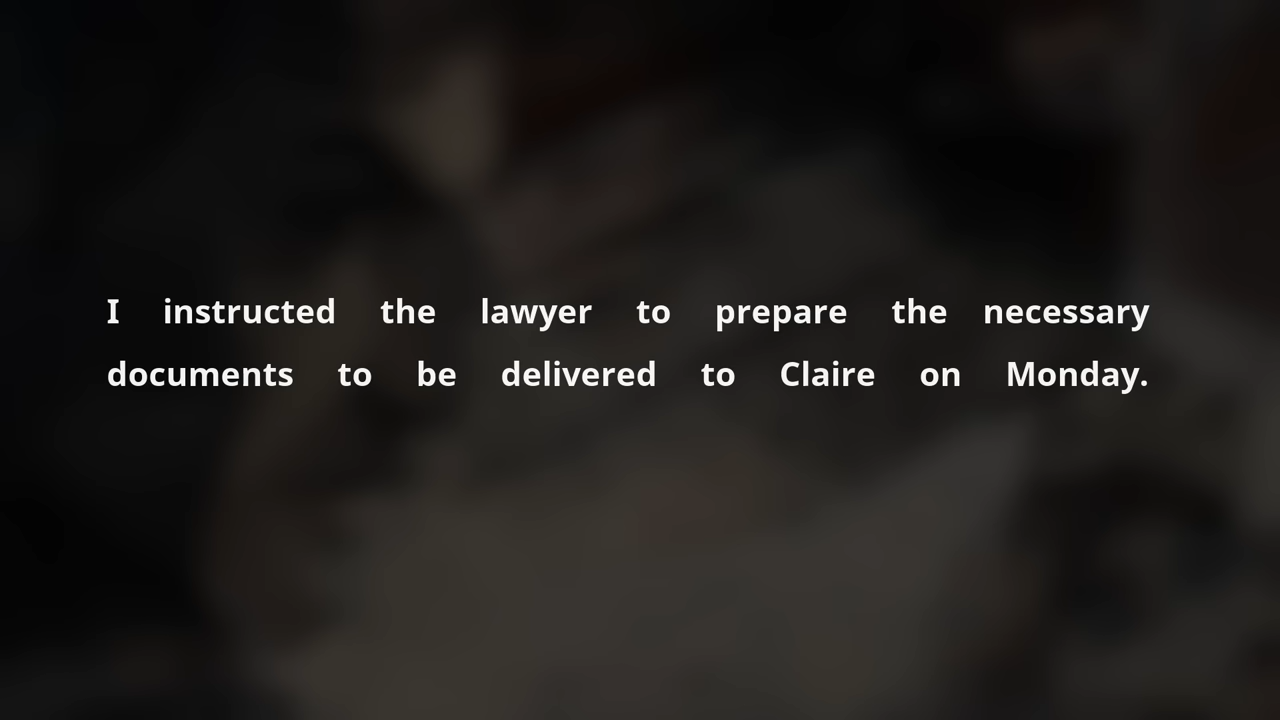 I instructed the lawyer to prepare the necessary
documents to be delivered to Claire on Monday.